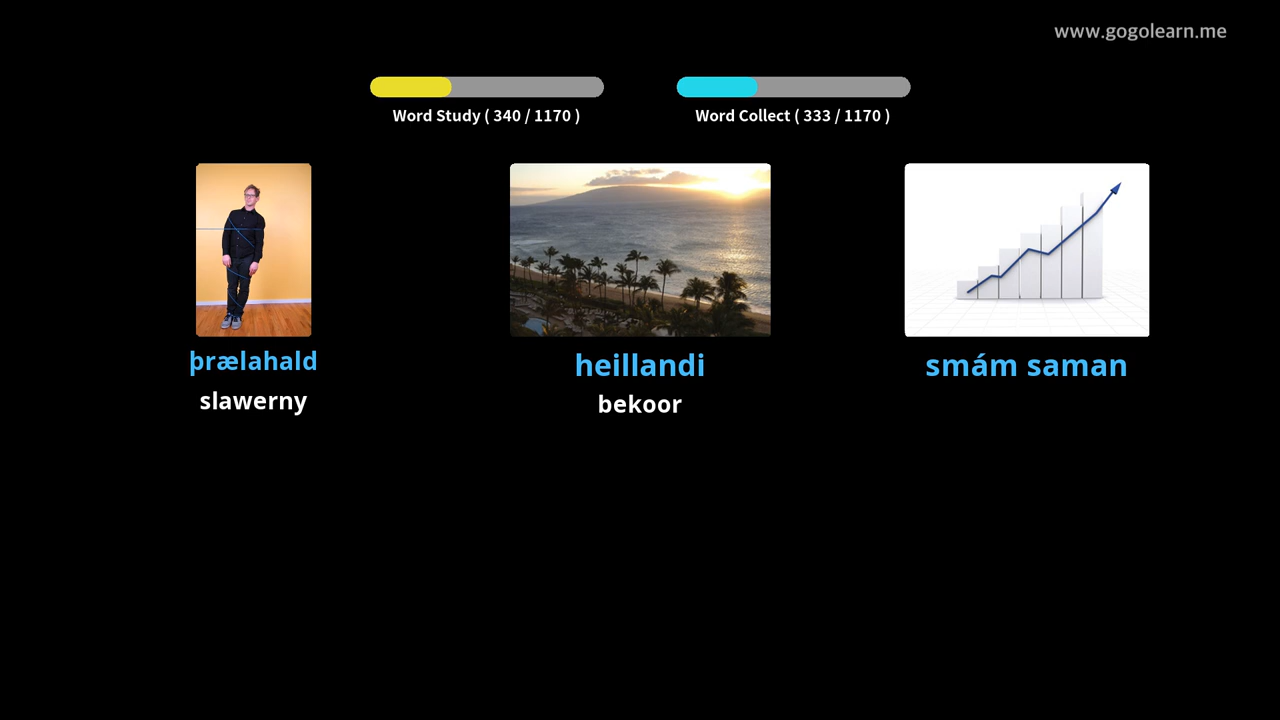 www.gogolearn.me
Word Study ( 340 / 1170 )
Word Collect ( 333 / 1170 )
þrælahald
slawerny
heillandi
bekoor
smám saman